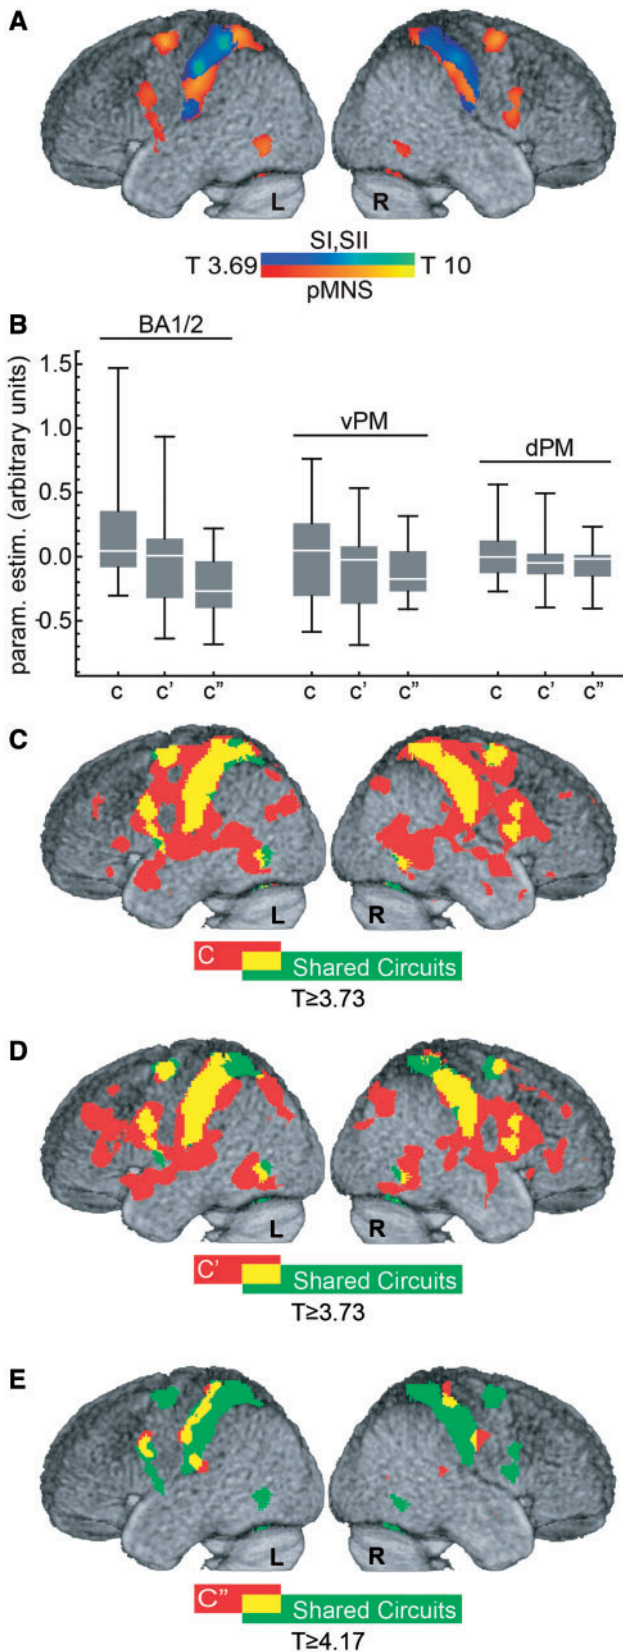 A
L
R
SI,SII
T 3.69
T 10
pMNS
B
BA1/2
vPM
dPM
param. estim. (arbitrary units)
1.5
1.0
0.5
0.0
-0.5
c c' c" c c' c" c c' c"
C
L
R
C
Shared Circuits
T≥3.73
D
L
R
C'
Shared Circuits
T≥3.73
E
L
R
C"
Shared Circuits
T≥4.17